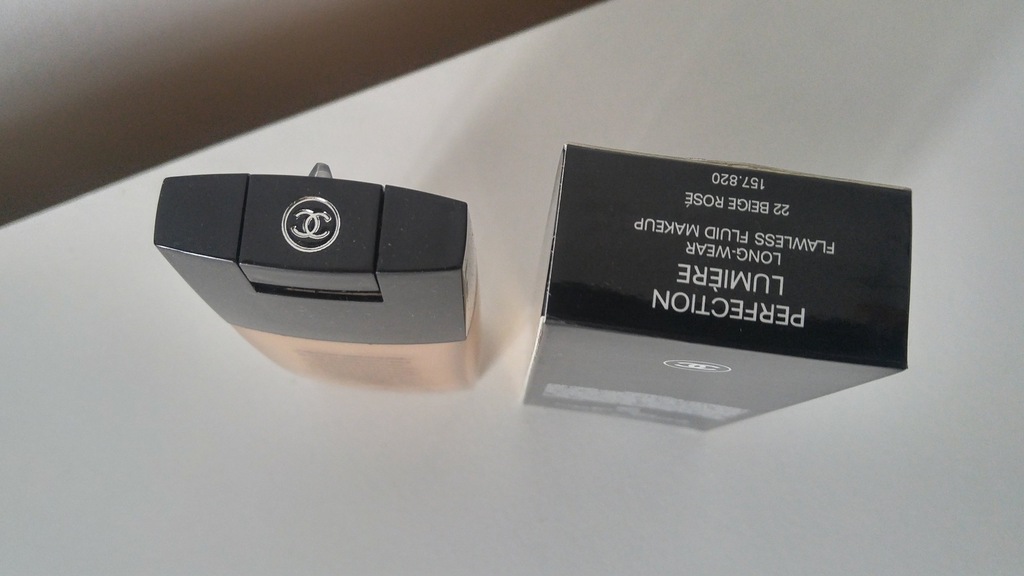 PERFECTION
LUMIÈRE
LONG-WEAR
FLAWLESS FLUID MAKEUP
22 BEIGE ROSÉ
157.820